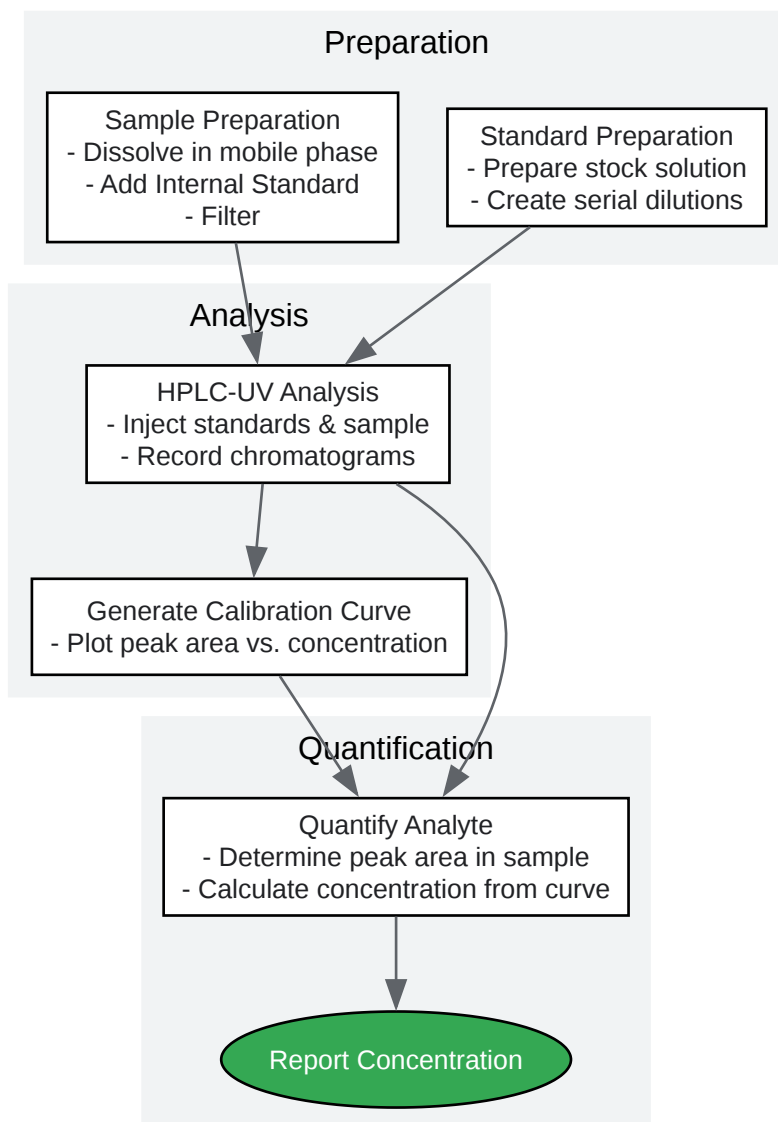 Preparation
Sample Preparation
- Dissolve in mobile phase
- Add Internal Standard
- Filter
Standard Preparation
- Prepare stock solution
- Create serial dilutions
Analysis
HPLC-UV Analysis
- Inject standards & sample
- Record chromatograms
Generate Calibration Curve
- Plot peak area vs. concentration
Quantification
Quantify Analyte
- Determine peak area in sample
- Calculate concentration from curve
Report Concentration